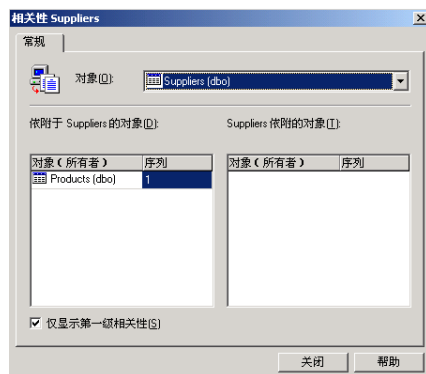 相关性 Suppliers
常规
对象(O): Suppliers (dbo)
依附于 Suppliers 的对象(D): Suppliers 依附的对象(I):
对象（所有者） 序列 对象（所有者） 序列
Products (dbo) 1
仅显示第一级相关性(S)
关闭 帮助